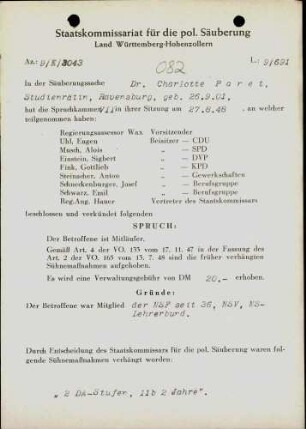 Staatskommissariat für die pol. Säuberung
Land Württemberg-Hohenzollern
Az.: 9/K/3043
L.: 9/691
082
In der Säuberungssache Dr. Charlotte Paret,
Studienrätin, Ravensburg, geb. 26.9.01,
hat die Spruchkammer VII in ihrer Sitzung am 27.8.48 , an welcher
teilgenommen haben:
Regierungsassessor Wax Vorsitzender
Uhl, Eugen Beisitzer — CDU
Musch, Alois „ — SPD
Einstein, Sigbert „ — DVP
Fink, Gottlieb „ — KPD
Steinacher, Anton „ — Gewerkschaften
Schneckenburger, Josef „ — Berufsgruppe
Schwarz, Emil „ — Berufsgruppe
Reg.Ang. Hauer Vertreter des Staatskommissars
beschlossen und verkündet folgenden
SPRUCH:
Der Betroffene ist Mitläufer.
Gemäß Art. 4 der VO. 133 vom 17. 11. 47 in der Fassung der
Art. 2 der VO. 165 vom 13. 7. 48 sind die früher verhängten
Sühnemaßnahmen aufgehoben.
Es wird eine Verwaltungsgebühr von DM 20,- erhoben.
Gründe:
Der Betroffene war Mitglied der NSF seit 36, NSV, NS-
Lehrerbund.
Durch Entscheidung des Staatskommissars für die pol. Säuberung waren fol-
gende Sühnemaßnahmen verhängt worden:
"2 DA-Stufen, 11b 2 Jahre".